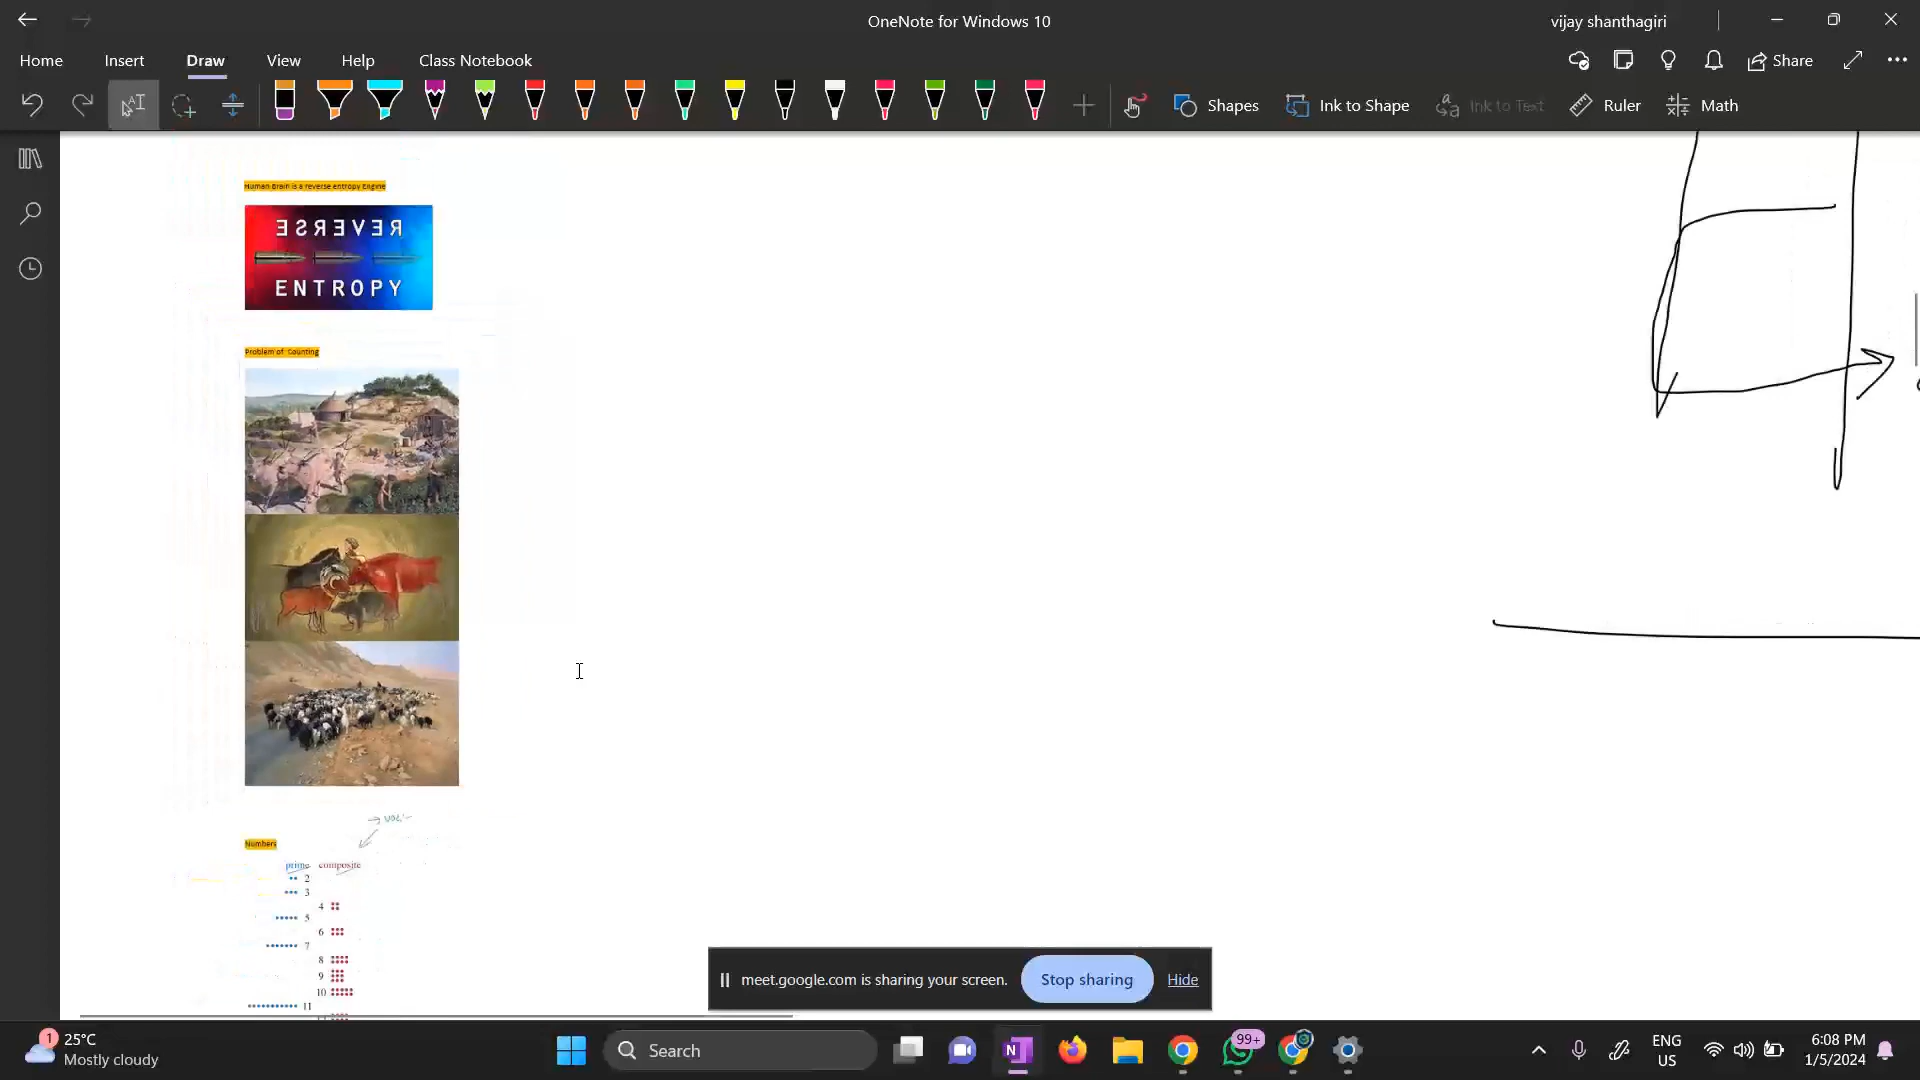 OneNote for Windows 10
vijay shanthagiri
Home
Insert
Draw
View
Help
Class Notebook
Share
Shapes
Ink to Shape
Ink to Text
Ruler
Math
Human Brain is a reverse entropy Engine
REVERSE
ENTROPY
Problem of Counting
Numbers
prime composite
2
3
4
5
6
7
8
9
10
11
meet.google.com is sharing your screen.
Stop sharing
Hide
1
25°C
Mostly cloudy
Search
99+
ENG
US
6:08 PM
1/5/2024